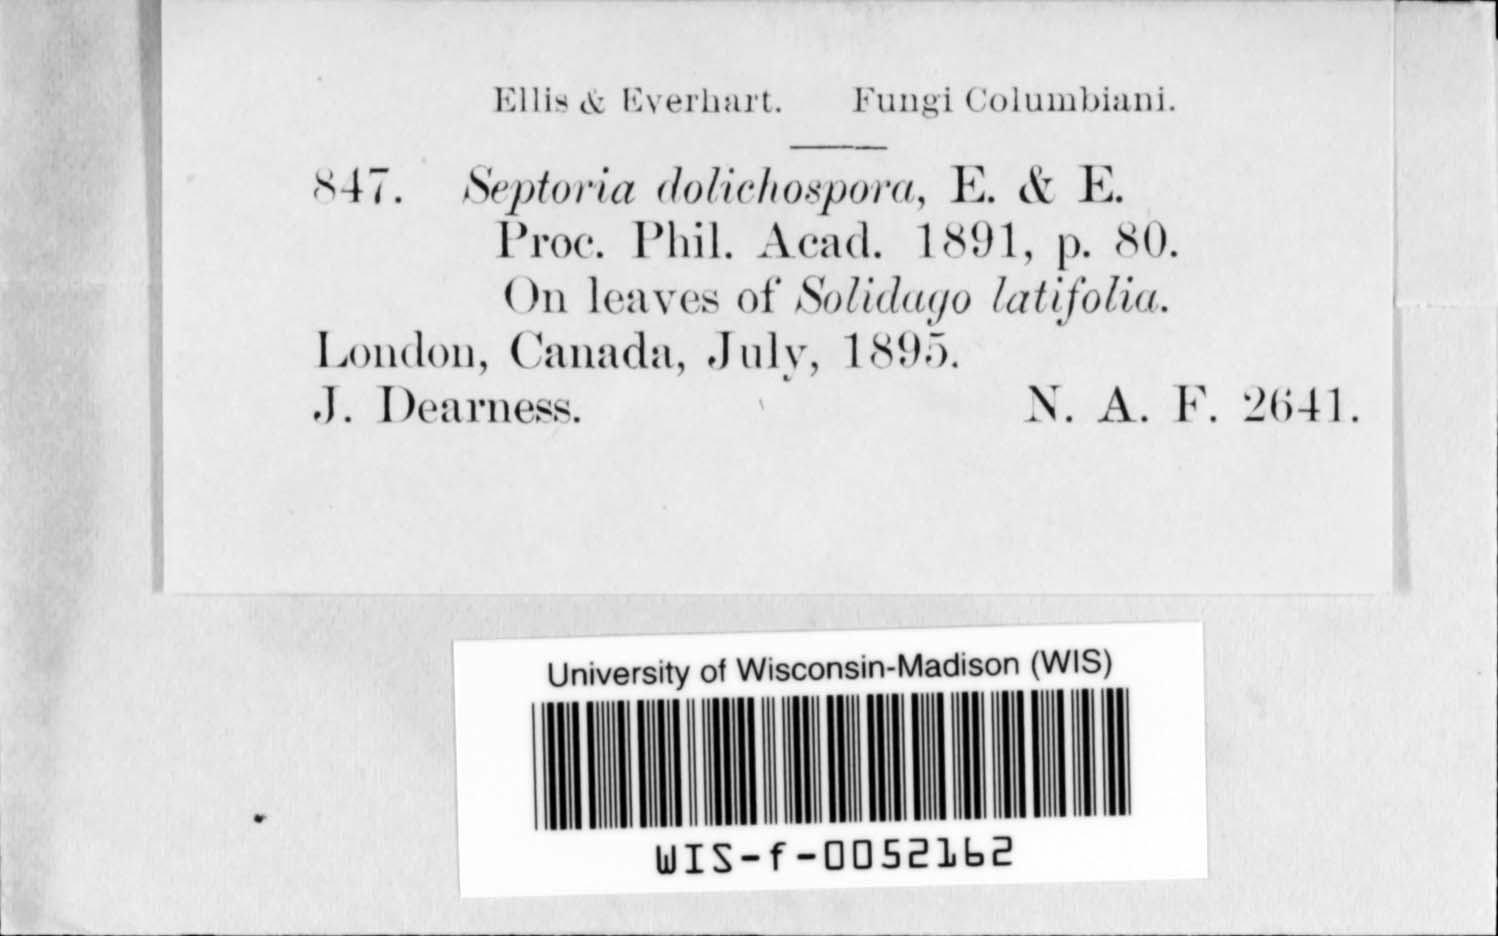 Ellis & Everhart. Fungi Columbiani.
847. Septoria dolichospora, E. & E.
Proc. Phil. Acad. 1891, p. 80.
On leaves of Solidago latifolia.
London, Canada, July, 1895.
J. Dearness. N. A. F. 2641.
University of Wisconsin-Madison (WIS)
WIS-f-0052162